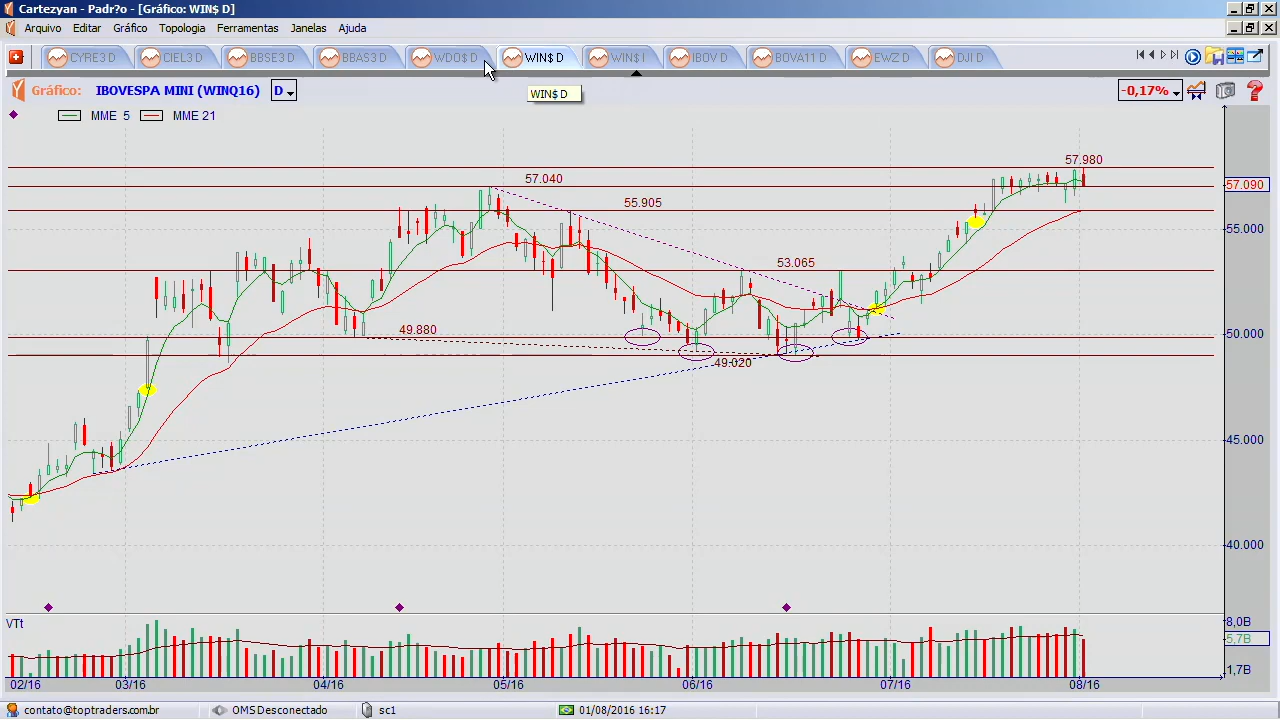 Cartezyan - Padr?o - [Gráfico: WIN$ D]
Arquivo Editar Gráfico Topologia Ferramentas Janelas Ajuda
CYRE3 D CIEL3 D BBSE3 D BBAS3 D WDO$ D WIN$ D WIN$ I IBOV D BOVA11 D EWZ D DJI D
Gráfico: IBOVESPA MINI (WINQ16) D WIN$ D -0,17%
MME 5 MME 21
57.980
57.040
57.090
55.905
55.000
53.065
49.880
50.000
49.020
45.000
40.000
VTt
8,0B
5,7B
1,7B
02/16 03/16 04/16 05/16 06/16 07/16 08/16
contato@toptraders.com.br OMS Desconectado sc1 01/08/2016 16:17